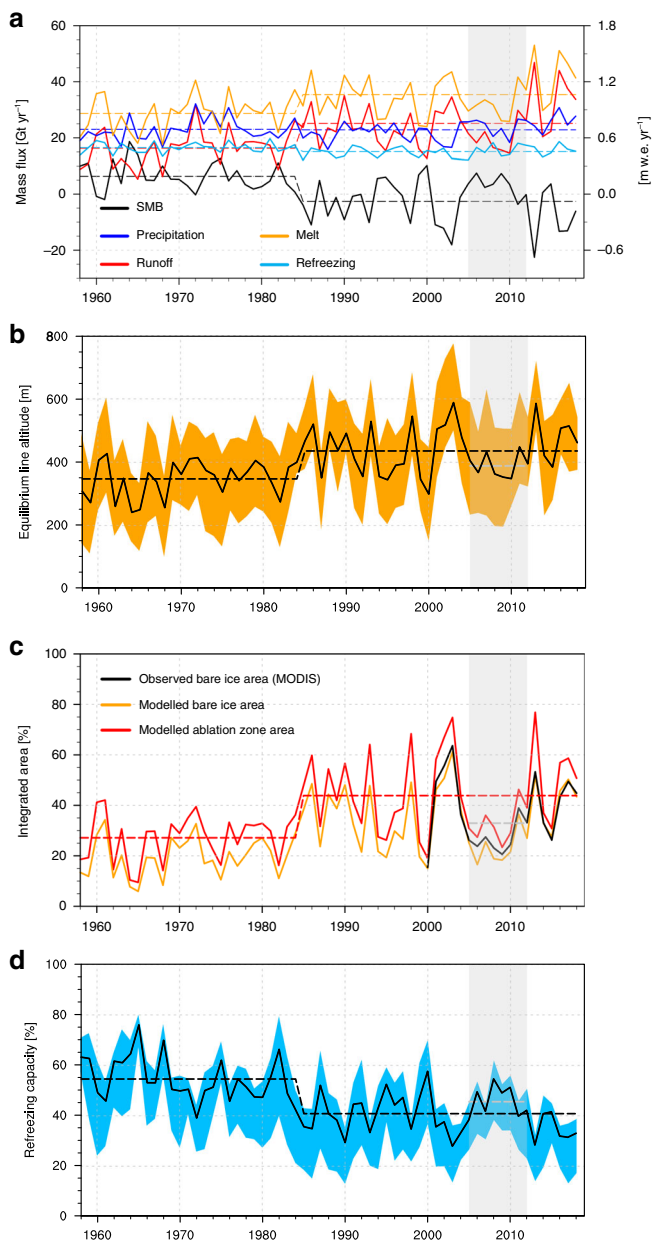 a
60
40
20
0
−20
Mass flux [Gt yr⁻¹]
1.8
1.2
0.6
0.0
−0.6
[m w.e. yr⁻¹]
SMB
Precipitation
Melt
Runoff
Refreezing
1960 1970 1980 1990 2000 2010
b
800
600
400
200
0
Equilibrium line altitude [m]
1960 1970 1980 1990 2000 2010
c
100
80
60
40
20
0
Integrated area [%]
Observed bare ice area (MODIS)
Modelled bare ice area
Modelled ablation zone area
1960 1970 1980 1990 2000 2010
d
100
80
60
40
20
0
Refreezing capacity [%]
1960 1970 1980 1990 2000 2010